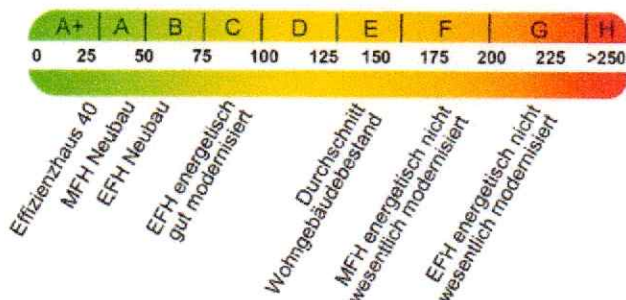 A+ A B C D E F G H
0 25 50 75 100 125 150 175 200 225 >250
Effizienzhaus 40
MFH Neubau
EFH Neubau
EFH energetisch
gut modernisiert
Durchschnitt
Wohngebäudebestand
MFH energetisch nicht
wesentlich modernisiert
EFH energetisch nicht
wesentlich modernisiert